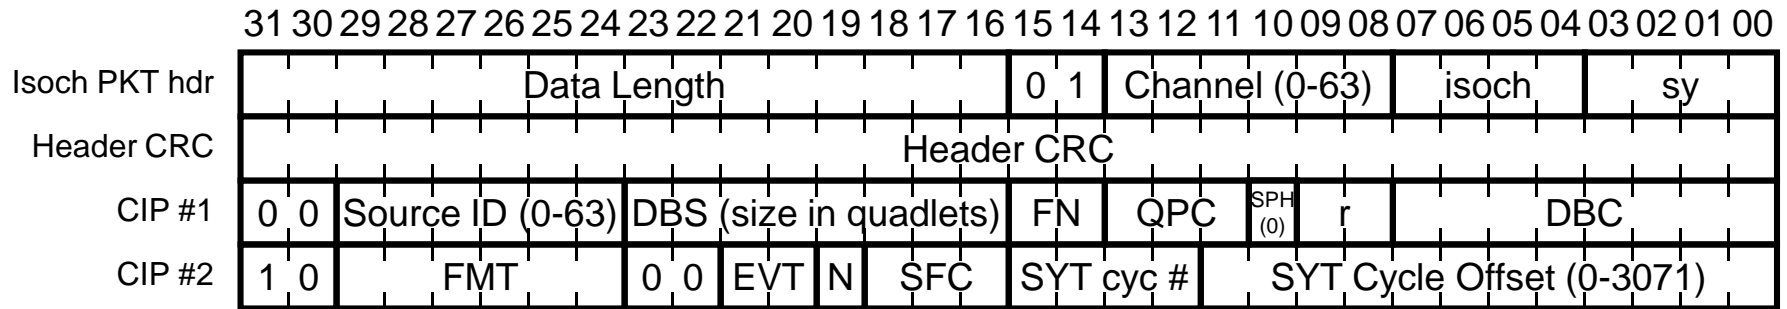 31 30 29 28 27 26 25 24 23 22 21 20 19 18 17 16 15 14 13 12 11 10 09 08 07 06 05 04 03 02 01 00
Isoch PKT hdr Data Length 0 1 Channel (0-63) isoch sy
Header CRC Header CRC
CIP #1 0 0 Source ID (0-63) DBS (size in quadlets) FN QPC SPH (0) r DBC
CIP #2 1 0 FMT 0 0 EVT N SFC SYT cyc # SYT Cycle Offset (0-3071)